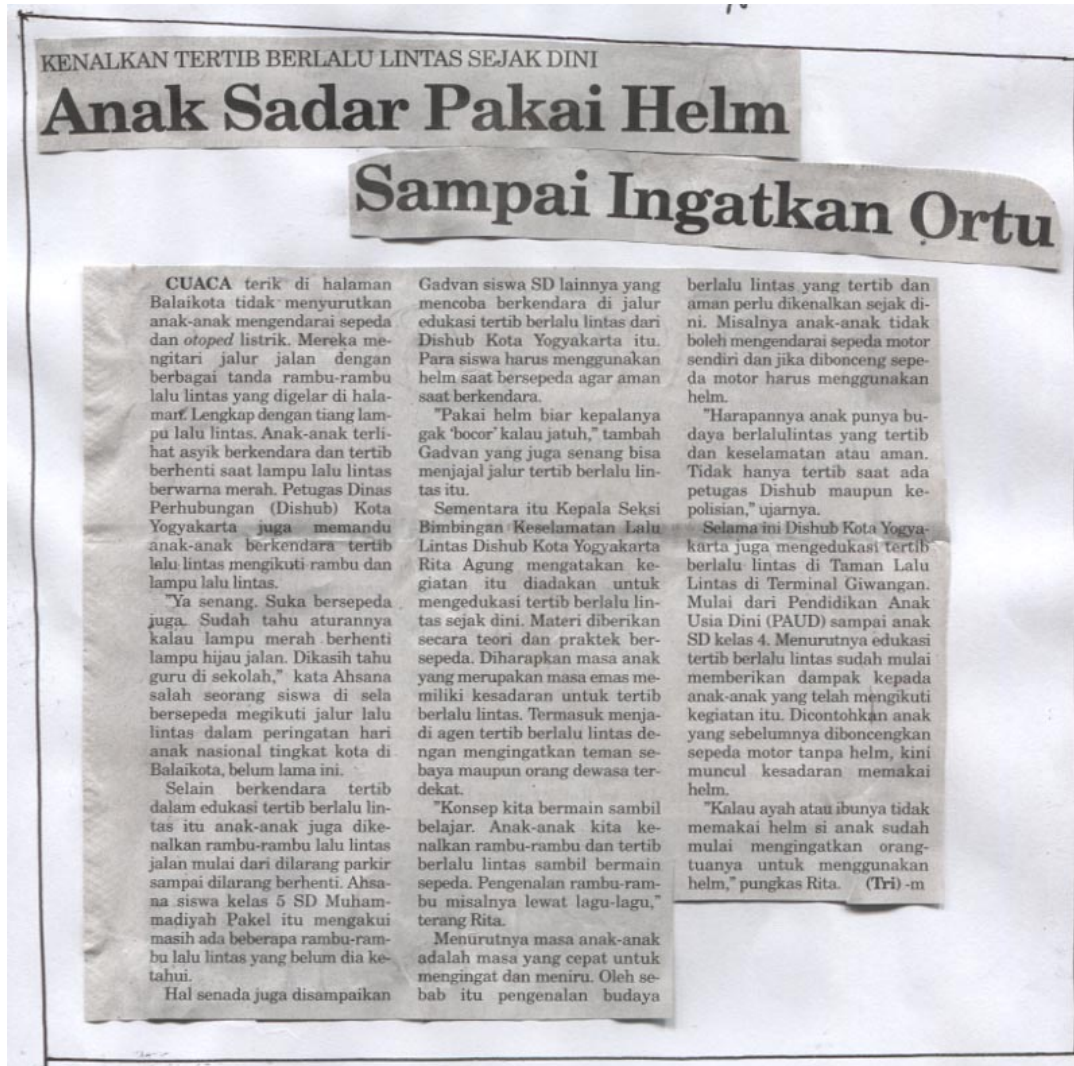 KENALKAN TERTIB BERLALU LINTAS SEJAK DINI
Anak Sadar Pakai Helm
Sampai Ingatkan Ortu
CUACA terik di halaman
Balaikota tidak menyurutkan
anak-anak mengendarai sepeda
dan otoped listrik. Mereka me-
ngitari jalur jalan dengan
berbagai tanda rambu-rambu
lalu lintas yang digelar di hala-
man. Lengkap dengan tiang lam-
pu lalu lintas. Anak-anak terli-
hat asyik berkendara dan tertib
berhenti saat lampu lalu lintas
berwarna merah. Petugas Dinas
Perhubungan (Dishub) Kota
Yogyakarta juga memandu
anak-anak berkendara tertib
lalu lintas mengikuti rambu dan
lampu lalu lintas.
"Ya senang. Suka bersepeda
juga. Sudah tahu aturannya
kalau lampu merah berhenti
lampu hijau jalan. Dikasih tahu
guru di sekolah," kata Ahsana
salah seorang siswa di sela
bersepeda megikuti jalur lalu
lintas dalam peringatan hari
anak nasional tingkat kota di
Balaikota, belum lama ini.
Selain berkendara tertib
dalam edukasi tertib berlalu lin-
tas itu anak-anak juga dike-
nalkan rambu-rambu lalu lintas
jalan mulai dari dilarang parkir
sampai dilarang berhenti. Ahsa-
na siswa kelas 5 SD Muham-
madiyah Pakel itu mengakui
masih ada beberapa rambu-ram-
bu lalu lintas yang belum dia ke-
tahui.
Hal senada juga disampaikan
Gadvan siswa SD lainnya yang
mencoba berkendara di jalur
edukasi tertib berlalu lintas dari
Dishub Kota Yogyakarta itu.
Para siswa harus menggunakan
helm saat bersepeda agar aman
saat berkendara.
"Pakai helm biar kepalanya
gak 'bocor' kalau jatuh," tambah
Gadvan yang juga senang bisa
menjajal jalur tertib berlalu lin-
tas itu.
Sementara itu Kepala Seksi
Bimbingan Keselamatan Lalu
Lintas Dishub Kota Yogyakarta
Rita Agung mengatakan ke-
giatan itu diadakan untuk
mengedukasi tertib berlalu lin-
tas sejak dini. Materi diberikan
secara teori dan praktek ber-
sepeda. Diharapkan masa anak
yang merupakan masa emas me-
miliki kesadaran untuk tertib
berlalu lintas. Termasuk menja-
di agen tertib berlalu lintas de-
ngan mengingatkan teman se-
baya maupun orang dewasa ter-
dekat.
"Konsep kita bermain sambil
belajar. Anak-anak kita ke-
nalkan rambu-rambu dan tertib
berlalu lintas sambil bermain
sepeda. Pengenalan rambu-ram-
bu misalnya lewat lagu-lagu,"
terang Rita.
Menurutnya masa anak-anak
adalah masa yang cepat untuk
mengingat dan meniru. Oleh se-
bab itu pengenalan budaya
berlalu lintas yang tertib dan
aman perlu dikenalkan sejak di-
ni. Misalnya anak-anak tidak
boleh mengendarai sepeda motor
sendiri dan jika dibonceng sepe-
da motor harus menggunakan
helm.
"Harapannya anak punya bu-
daya berlalulintas yang tertib
dan keselamatan atau aman.
Tidak hanya tertib saat ada
petugas Dishub maupun ke-
polisian," ujarnya.
Selama ini Dishub Kota Yogya-
karta juga mengedukasi tertib
berlalu lintas di Taman Lalu
Lintas di Terminal Giwangan.
Mulai dari Pendidikan Anak
Usia Dini (PAUD) sampai anak
SD kelas 4. Menurutnya edukasi
tertib berlalu lintas sudah mulai
memberikan dampak kepada
anak-anak yang telah mengikuti
kegiatan itu. Dicontohkan anak
yang sebelumnya diboncengkan
sepeda motor tanpa helm, kini
muncul kesadaran memakai
helm.
"Kalau ayah atau ibunya tidak
memakai helm si anak sudah
mulai mengingatkan orang-
tuanya untuk menggunakan
helm," pungkas Rita. (Tri) -m